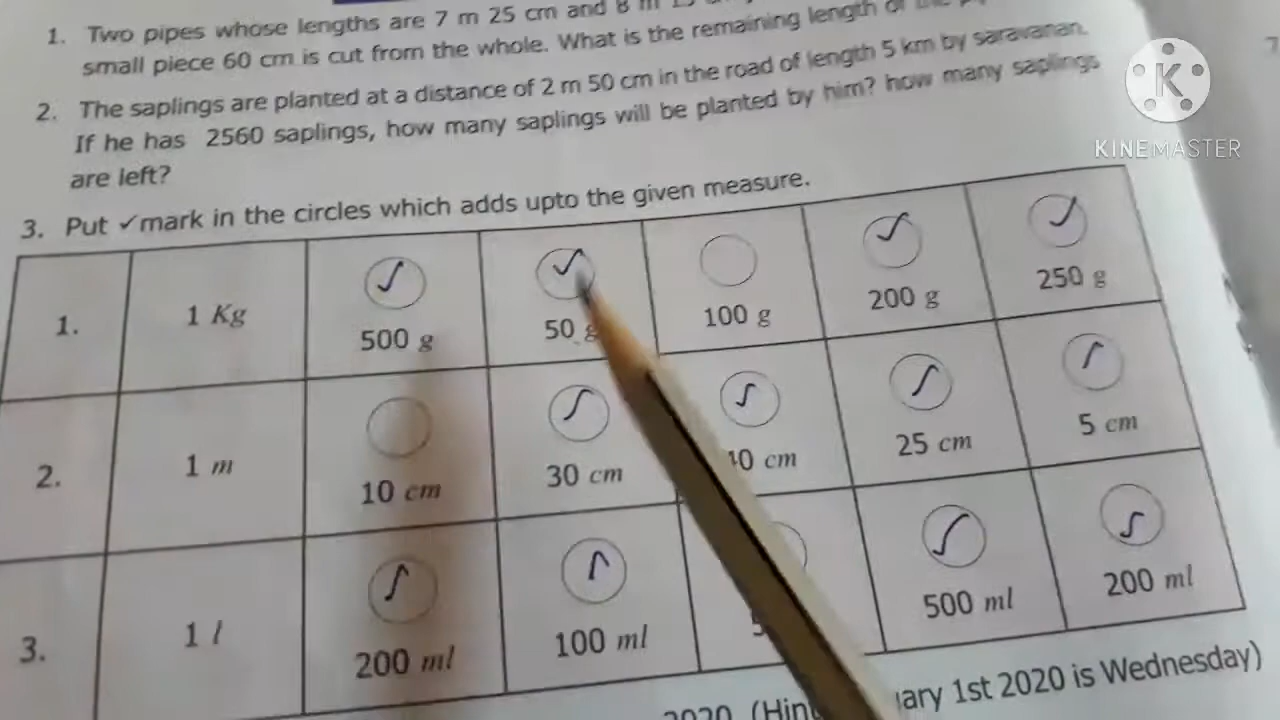 1. Two pipes whose lengths are 7 m 25 cm and 8 m
small piece 60 cm is cut from the whole. What is the remaining length of the
2. The saplings are planted at a distance of 2 m 50 cm in the road of length 5 km by saravanan.
If he has 2560 saplings, how many saplings will be planted by him? how many saplings
are left?
KINEMASTER
3. Put ✓mark in the circles which adds upto the given measure.
1. 1 Kg ✓ 500 g ✓ 50 g 100 g ✓ 200 g ✓ 250 g
2. 1 m 10 cm ✓ 30 cm ✓ 40 cm ✓ 25 cm ✓ 5 cm
3. 1 l ✓ 200 ml ✓ 100 ml ✓ 500 ml ✓ 200 ml
2020 (Hint 1st 2020 is Wednesday)